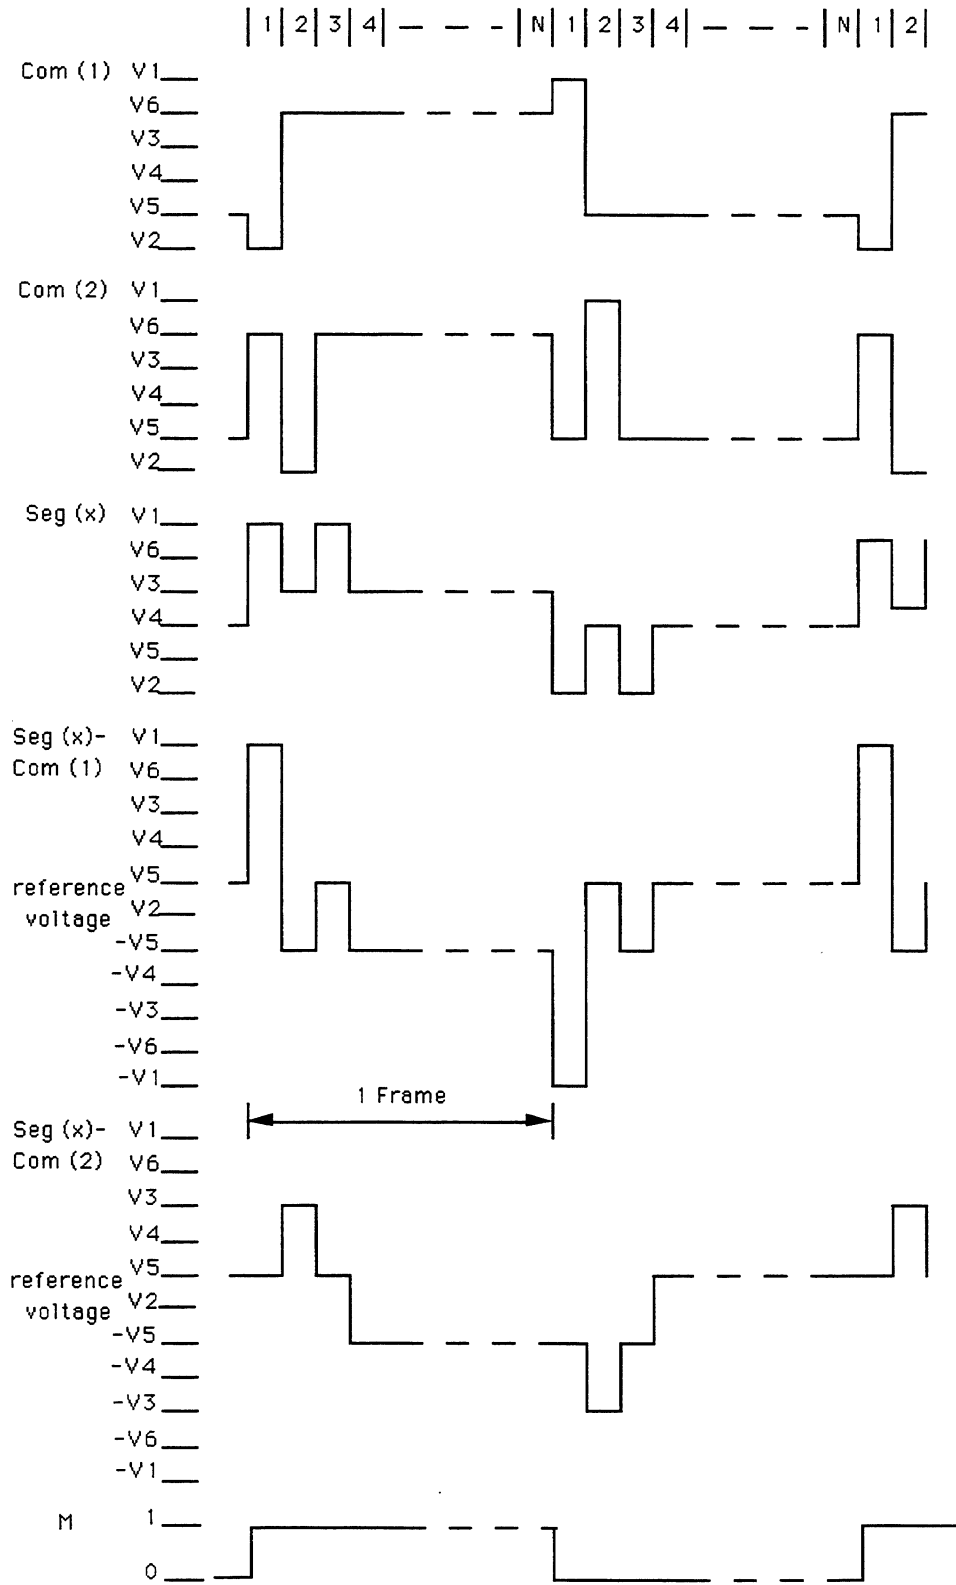 1 2 3 4 N 1 2 3 4 N 1 2
Com (1) V1
V6
V3
V4
V5
V2
Com (2) V1
V6
V3
V4
V5
V2
Seg (x) V1
V6
V3
V4
V5
V2
Seg (x)- V1
Com (1) V6
V3
V4
V5
reference
voltage V2
-V5
-V4
-V3
-V6
-V1
1 Frame
Seg (x)- V1
Com (2) V6
V3
V4
V5
reference
voltage V2
-V5
-V4
-V3
-V6
-V1
M 1
0